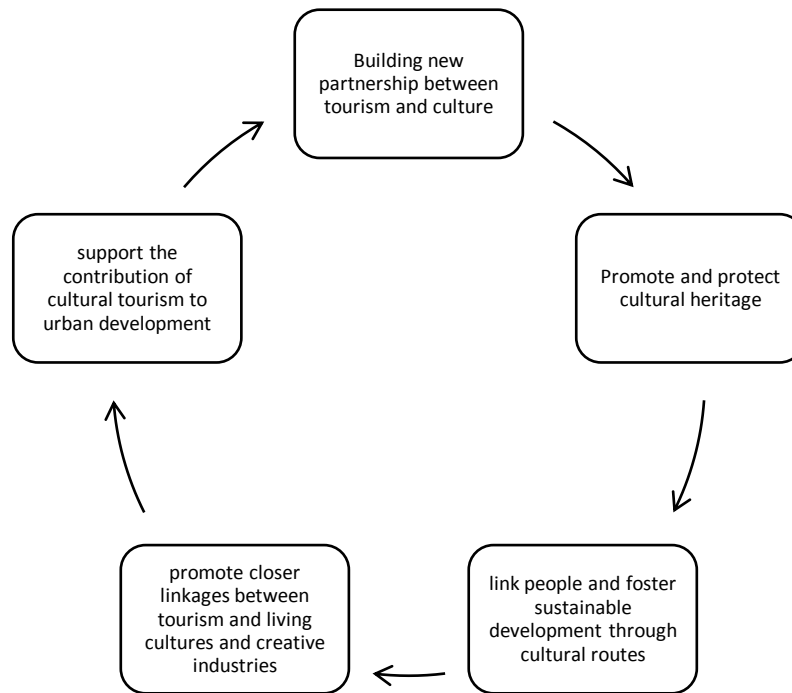 Building new
partnership between
tourism and culture
Promote and protect
cultural heritage
link people and foster
sustainable
development through
cultural routes
promote closer
linkages between
tourism and living
cultures and creative
industries
support the
contribution of
cultural tourism to
urban development